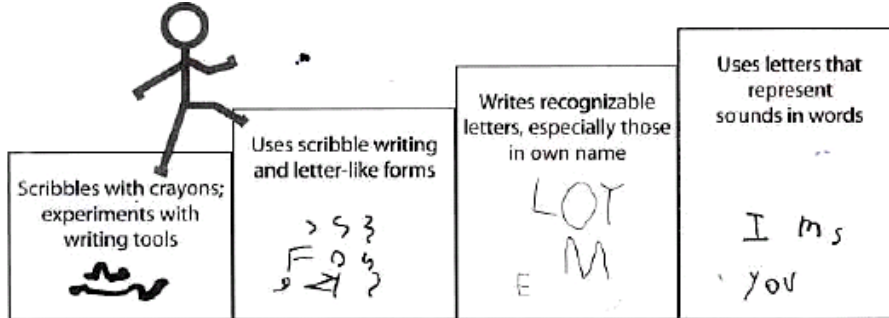 Scribbles with crayons;
experiments with
writing tools
Uses scribble writing
and letter-like forms
Writes recognizable
letters, especially those
in own name
LOY
M
E
Uses letters that
represent
sounds in words
I ms
you